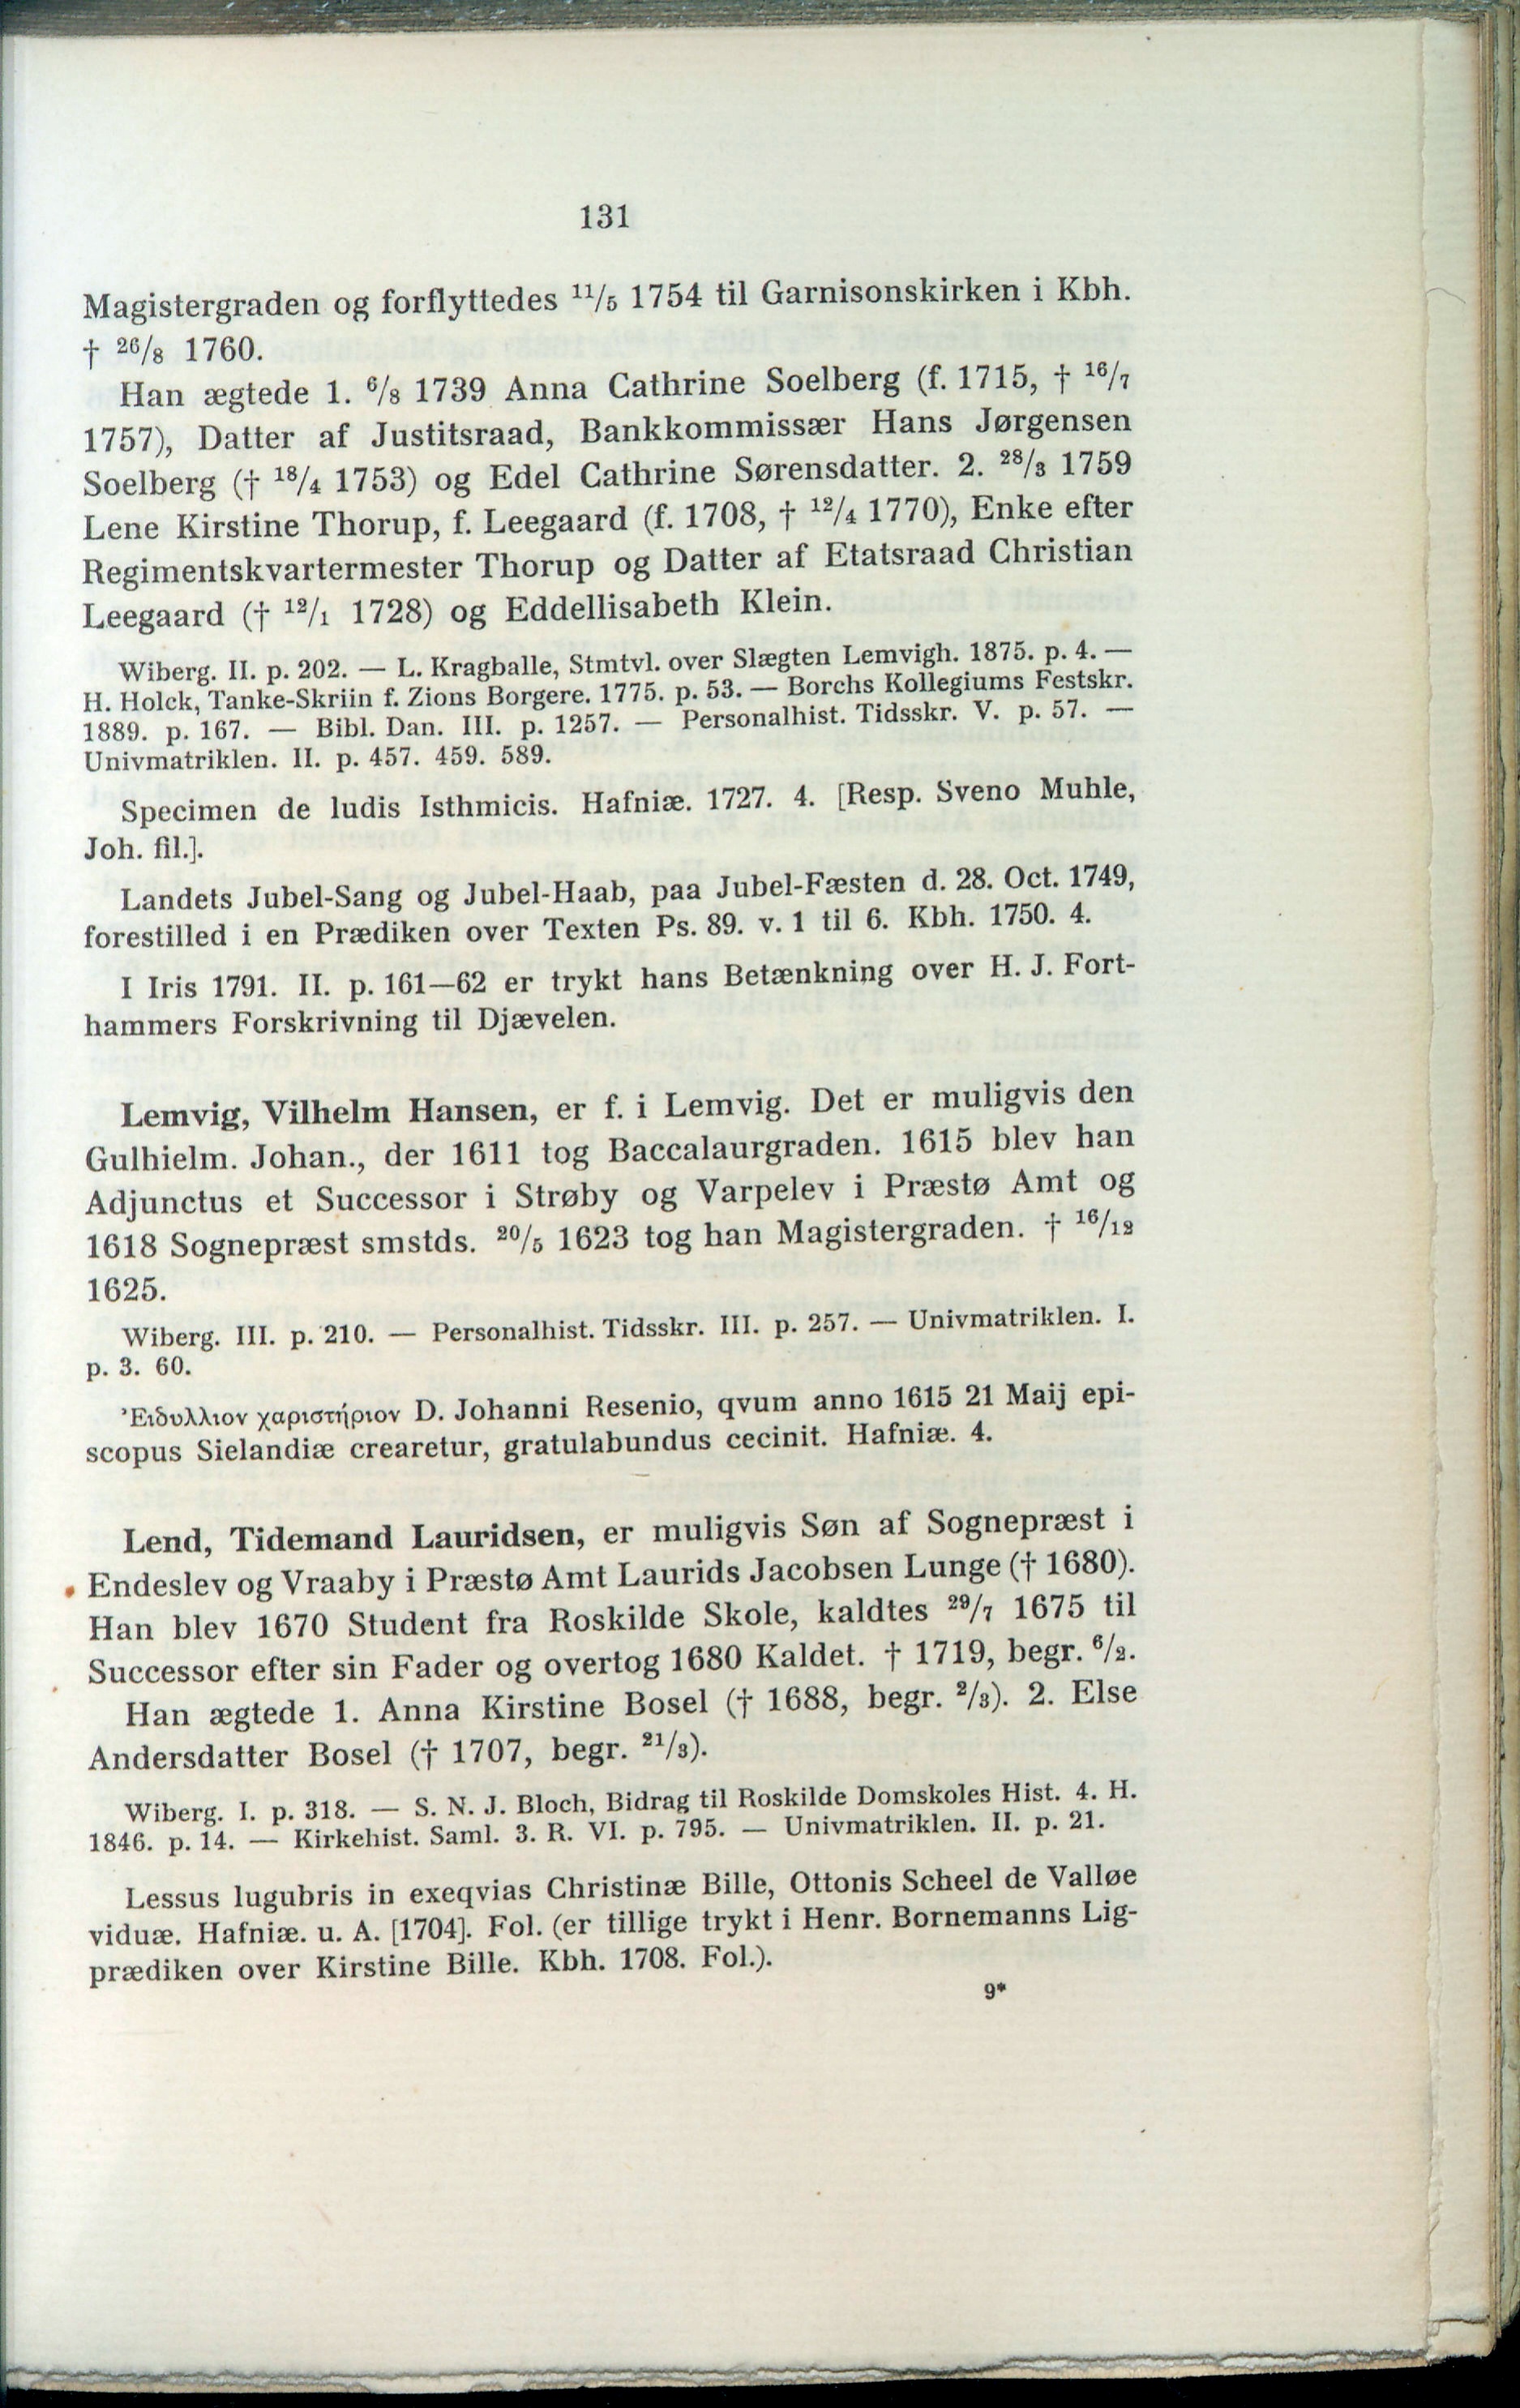 131
Magistergraden og forflyttedes ¹¹/₅ 1754 til Garnisonskirken i Kbh.
† ²⁶/₈ 1760.
Han ægtede 1. ⁶/₈ 1739 Anna Cathrine Soelberg (f. 1715, † ¹⁶/₇
1757), Datter af Justitsraad, Bankkommissær Hans Jørgensen
Soelberg († ¹⁸/₄ 1753) og Edel Cathrine Sørensdatter. 2. ²⁸/₃ 1759
Lene Kirstine Thorup, f. Leegaard (f. 1708, † ¹²/₄ 1770), Enke efter
Regimentskvartermester Thorup og Datter af Etatsraad Christian
Leegaard († ¹²/₁ 1728) og Eddellisabeth Klein.
Wiberg. II. p. 202. — L. Kragballe, Stmtvl. over Slægten Lemvigh. 1875. p. 4. —
H. Holck, Tanke-Skriin f. Zions Borgere. 1775. p. 53. — Borchs Kollegiums Festskr.
1889. p. 167. — Bibl. Dan. III. p. 1257. — Personalhist. Tidsskr. V. p. 57. —
Univmatriklen. II. p. 457. 459. 589.
Specimen de ludis Isthmicis. Hafniæ. 1727. 4. [Resp. Sveno Muhle,
Joh. fil.].
Landets Jubel-Sang og Jubel-Haab, paa Jubel-Fæsten d. 28. Oct. 1749,
forestilled i en Prædiken over Texten Ps. 89. v. 1 til 6. Kbh. 1750. 4.
I Iris 1791. II. p. 161—62 er trykt hans Betænkning over H. J. Fort-
hammers Forskrivning til Djævelen.
Lemvig, Vilhelm Hansen, er f. i Lemvig. Det er muligvis den
Gulhielm. Johan., der 1611 tog Baccalaurgraden. 1615 blev han
Adjunctus et Successor i Strøby og Varpelev i Præstø Amt og
1618 Sognepræst smstds. ²⁰/₅ 1623 tog han Magistergraden. † ¹⁶/₁₂
1625.
Wiberg. III. p. 210. — Personalhist. Tidsskr. III. p. 257. — Univmatriklen. I.
p. 3. 60.
Ἐιδυλλιον χαριστήριον D. Johanni Resenio, qvum anno 1615 21 Maij epi-
scopus Sielandiæ crearetur, gratulabundus cecinit. Hafniæ. 4.
Lend, Tidemand Lauridsen, er muligvis Søn af Sognepræst i
Endeslev og Vraaby i Præstø Amt Laurids Jacobsen Lunge († 1680).
Han blev 1670 Student fra Roskilde Skole, kaldtes ²⁹/₇ 1675 til
Successor efter sin Fader og overtog 1680 Kaldet. † 1719, begr. ⁶/₂.
Han ægtede 1. Anna Kirstine Bosel († 1688, begr. ²/₃). 2. Else
Andersdatter Bosel († 1707, begr. ²¹/₃).
Wiberg. I. p. 318. — S. N. J. Bloch, Bidrag til Roskilde Domskoles Hist. 4. H.
1846. p. 14. — Kirkehist. Saml. 3. R. VI. p. 795. — Univmatriklen. II. p. 21.
Lessus lugubris in exeqvias Christinæ Bille, Ottonis Scheel de Valløe
viduæ. Hafniæ. u. A. [1704]. Fol. (er tillige trykt i Henr. Bornemanns Lig-
prædiken over Kirstine Bille. Kbh. 1708. Fol.).
9*